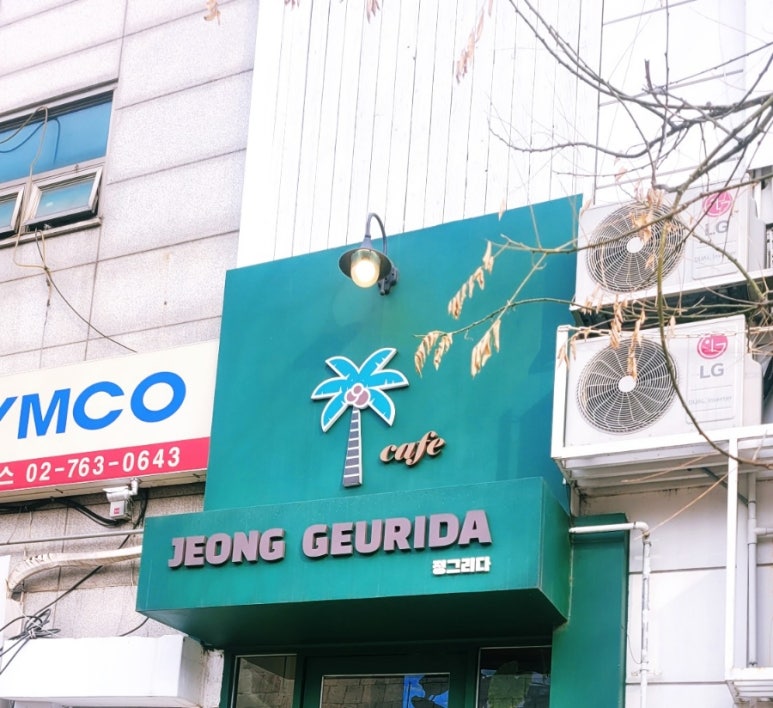 YMCO
스 02-763-0643
cafe
JEONG GEURIDA
정그리다
LG
LG